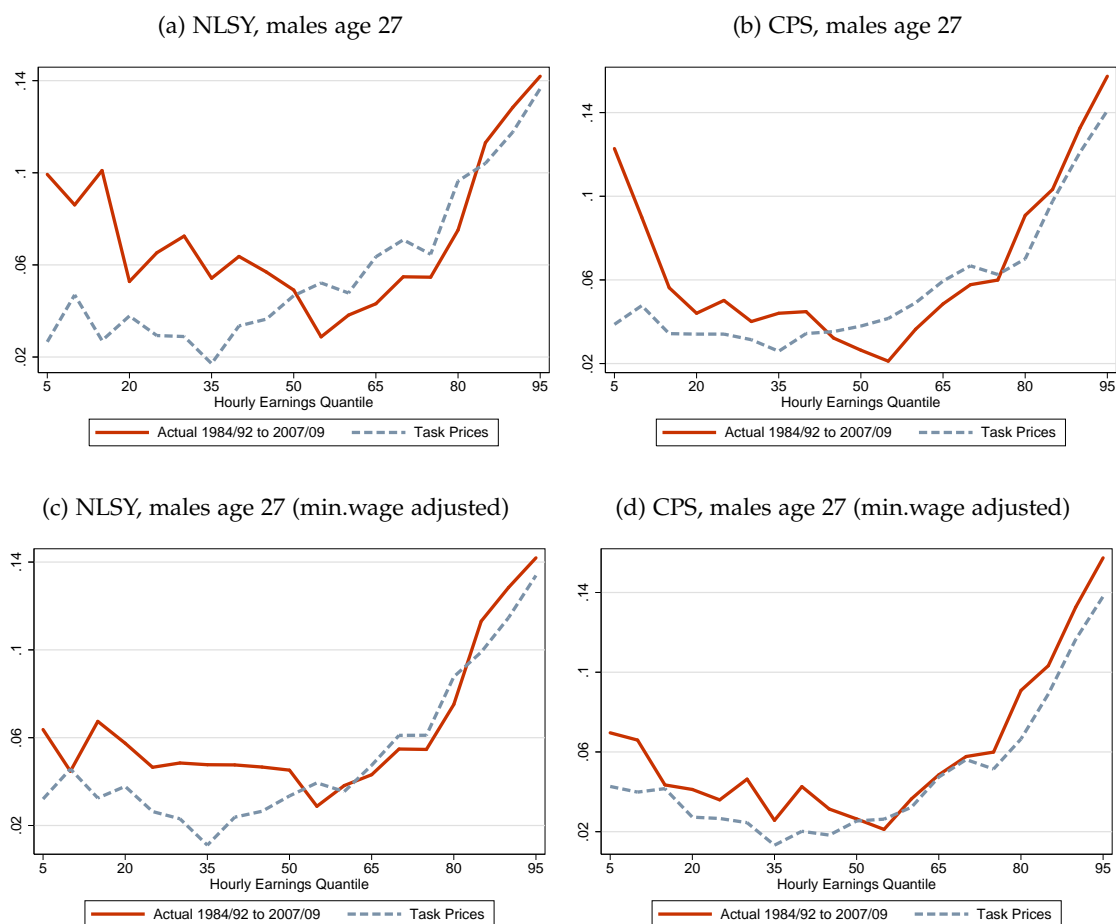 (a) NLSY, males age 27
(b) CPS, males age 27
.14
.1
.06
.02
5 20 35 50 65 80 95
Hourly Earnings Quantile
Actual 1984/92 to 2007/09 Task Prices
.14
.1
.06
.02
5 20 35 50 65 80 95
Hourly Earnings Quantile
Actual 1984/92 to 2007/09 Task Prices
(c) NLSY, males age 27 (min.wage adjusted)
(d) CPS, males age 27 (min.wage adjusted)
.14
.1
.06
.02
5 20 35 50 65 80 95
Hourly Earnings Quantile
Actual 1984/92 to 2007/09 Task Prices
.14
.1
.06
.02
5 20 35 50 65 80 95
Hourly Earnings Quantile
Actual 1984/92 to 2007/09 Task Prices